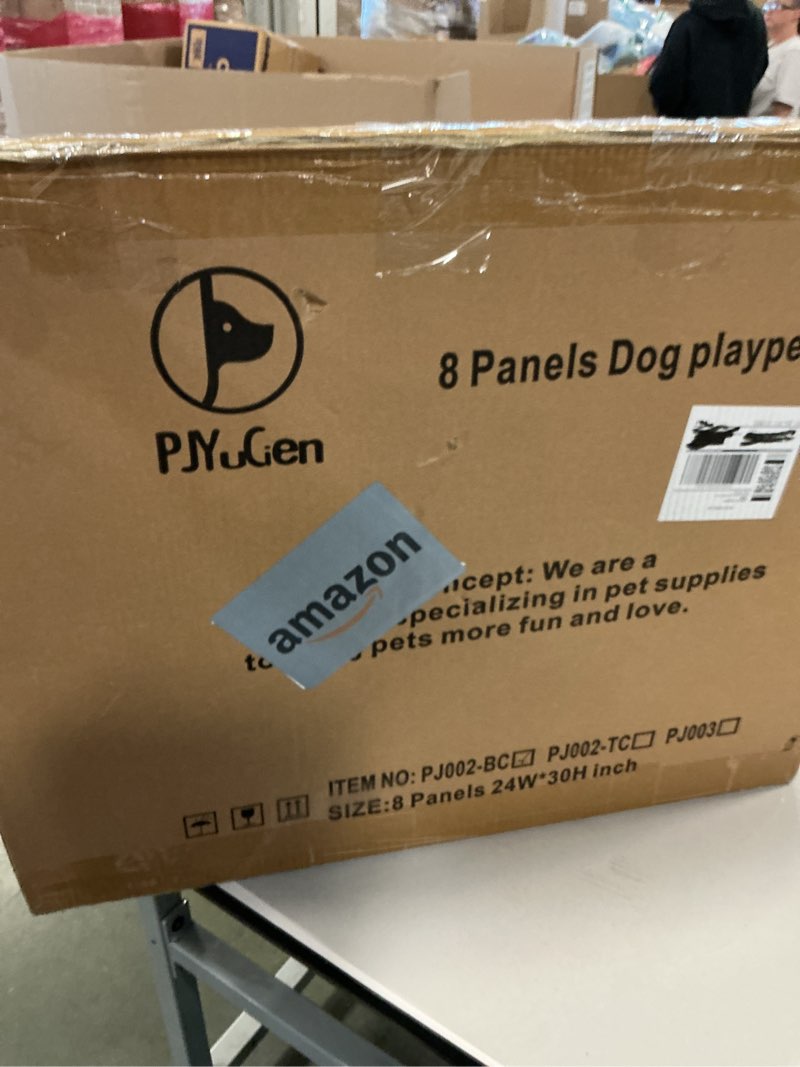 PJYuGen
8 Panels Dog plaype
amazon
ncept: We are a
specializing in pet supplies
pets more fun and love.
ITEM NO: PJ002-BC☑ PJ002-TC☐ PJ003☐
SIZE:8 Panels 24W*30H inch